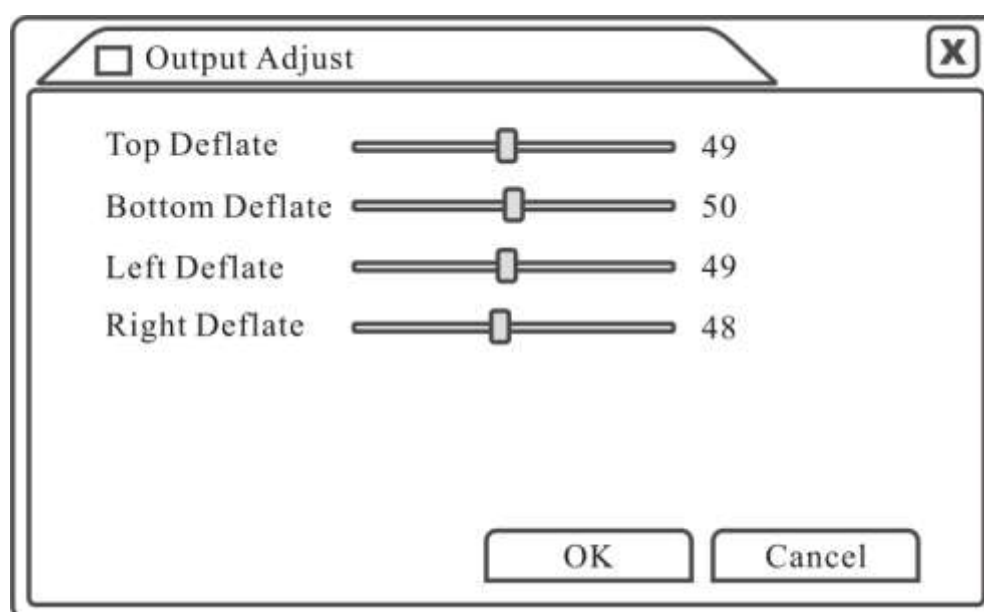 Output Adjust X
Top Deflate 49
Bottom Deflate 50
Left Deflate 49
Right Deflate 48
OK Cancel